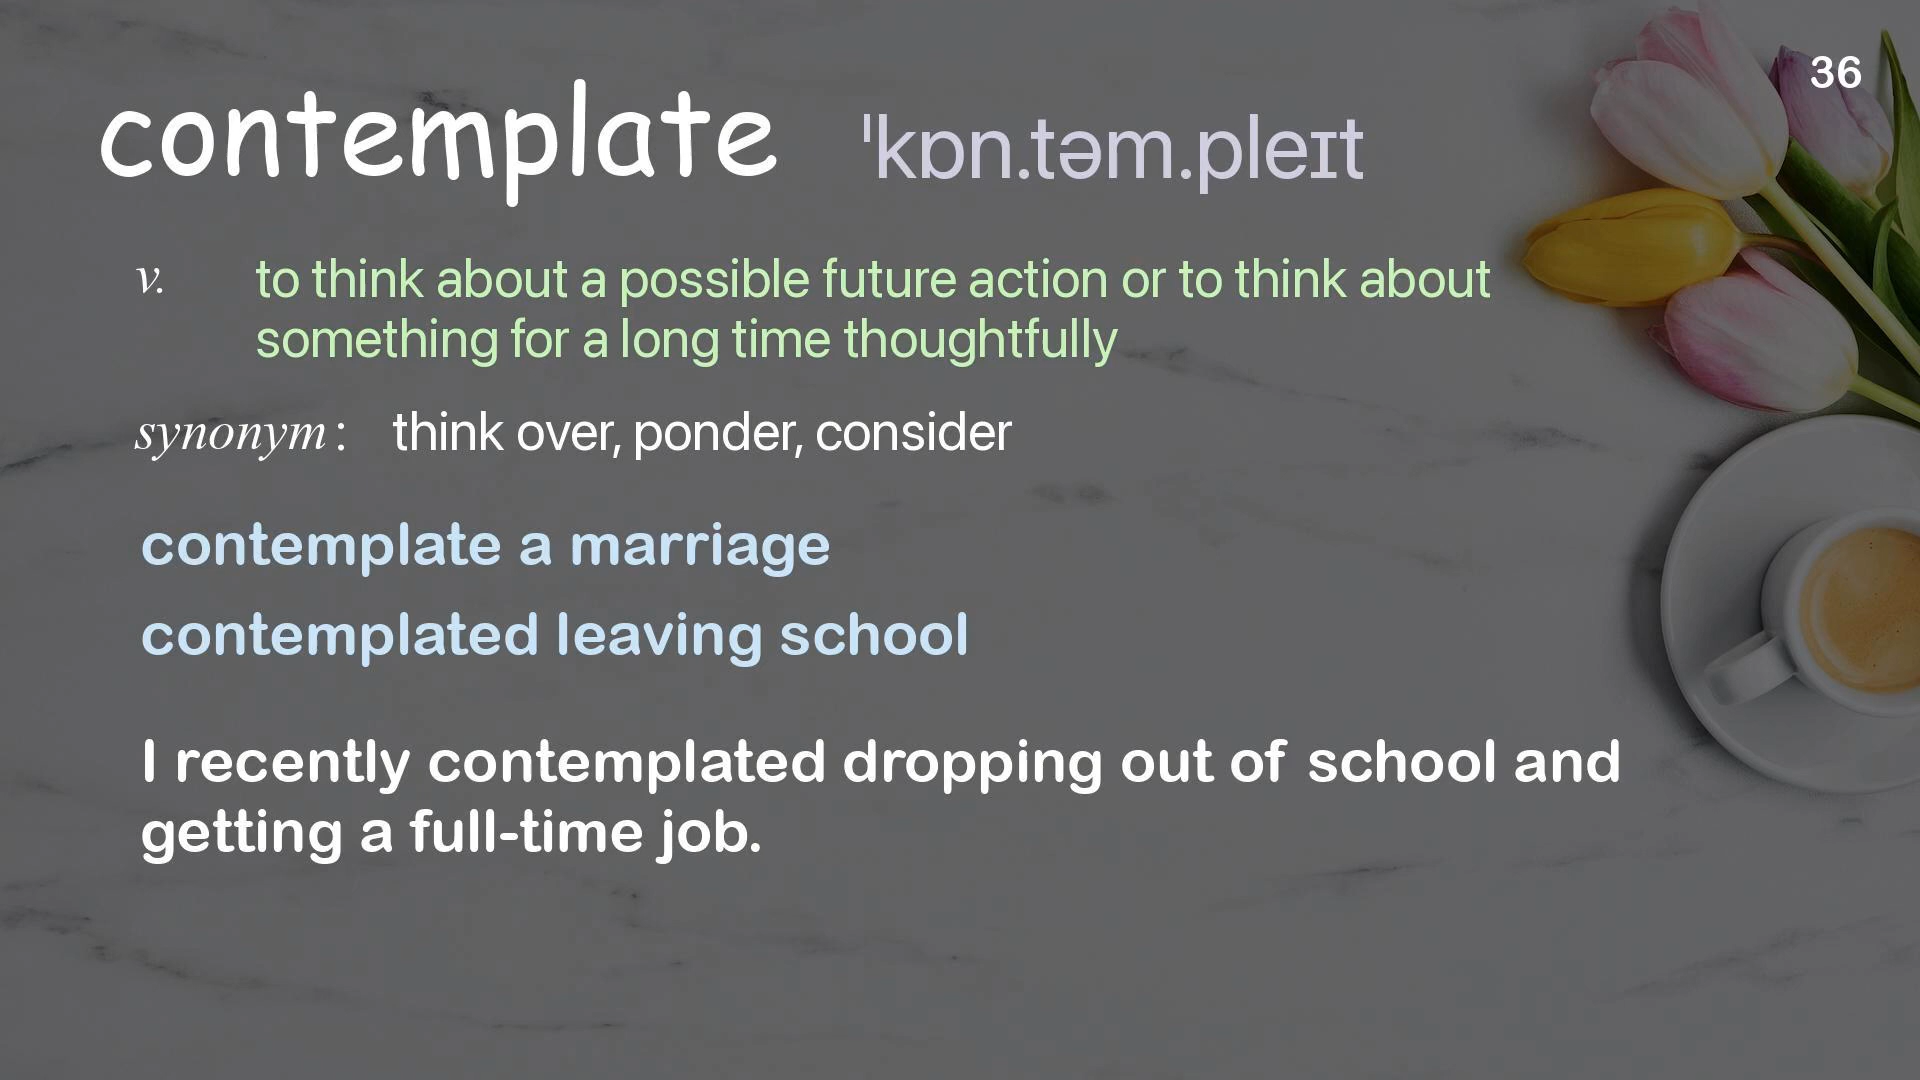 36
contemplate ˈkɒn.təm.pleɪt
v. to think about a possible future action or to think about
something for a long time thoughtfully
synonym : think over, ponder, consider
contemplate a marriage
contemplated leaving school
I recently contemplated dropping out of school and
getting a full-time job.